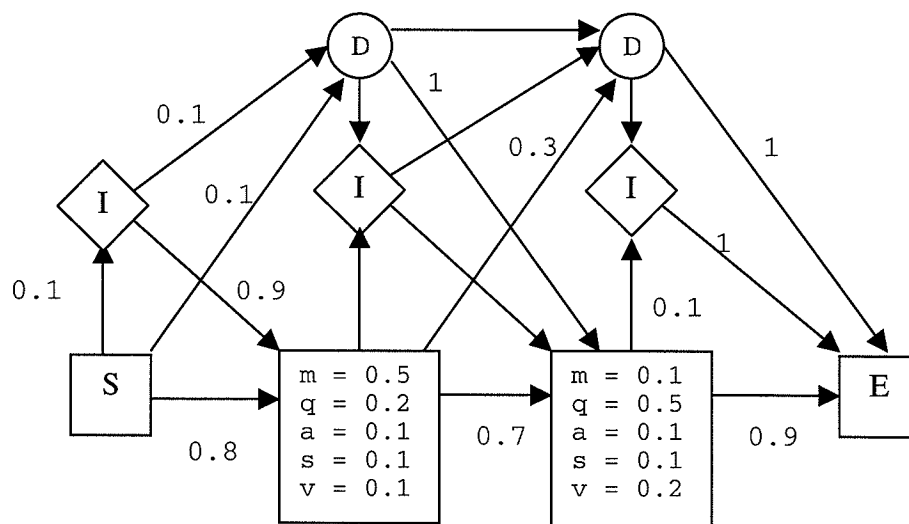 D
D
1
0.1
0.3
1
I
0.1
I
I
1
0.1
0.9
0.1
S
m = 0.5
q = 0.2
a = 0.1
s = 0.1
v = 0.1
m = 0.1
q = 0.5
a = 0.1
s = 0.1
v = 0.2
E
0.8
0.7
0.9